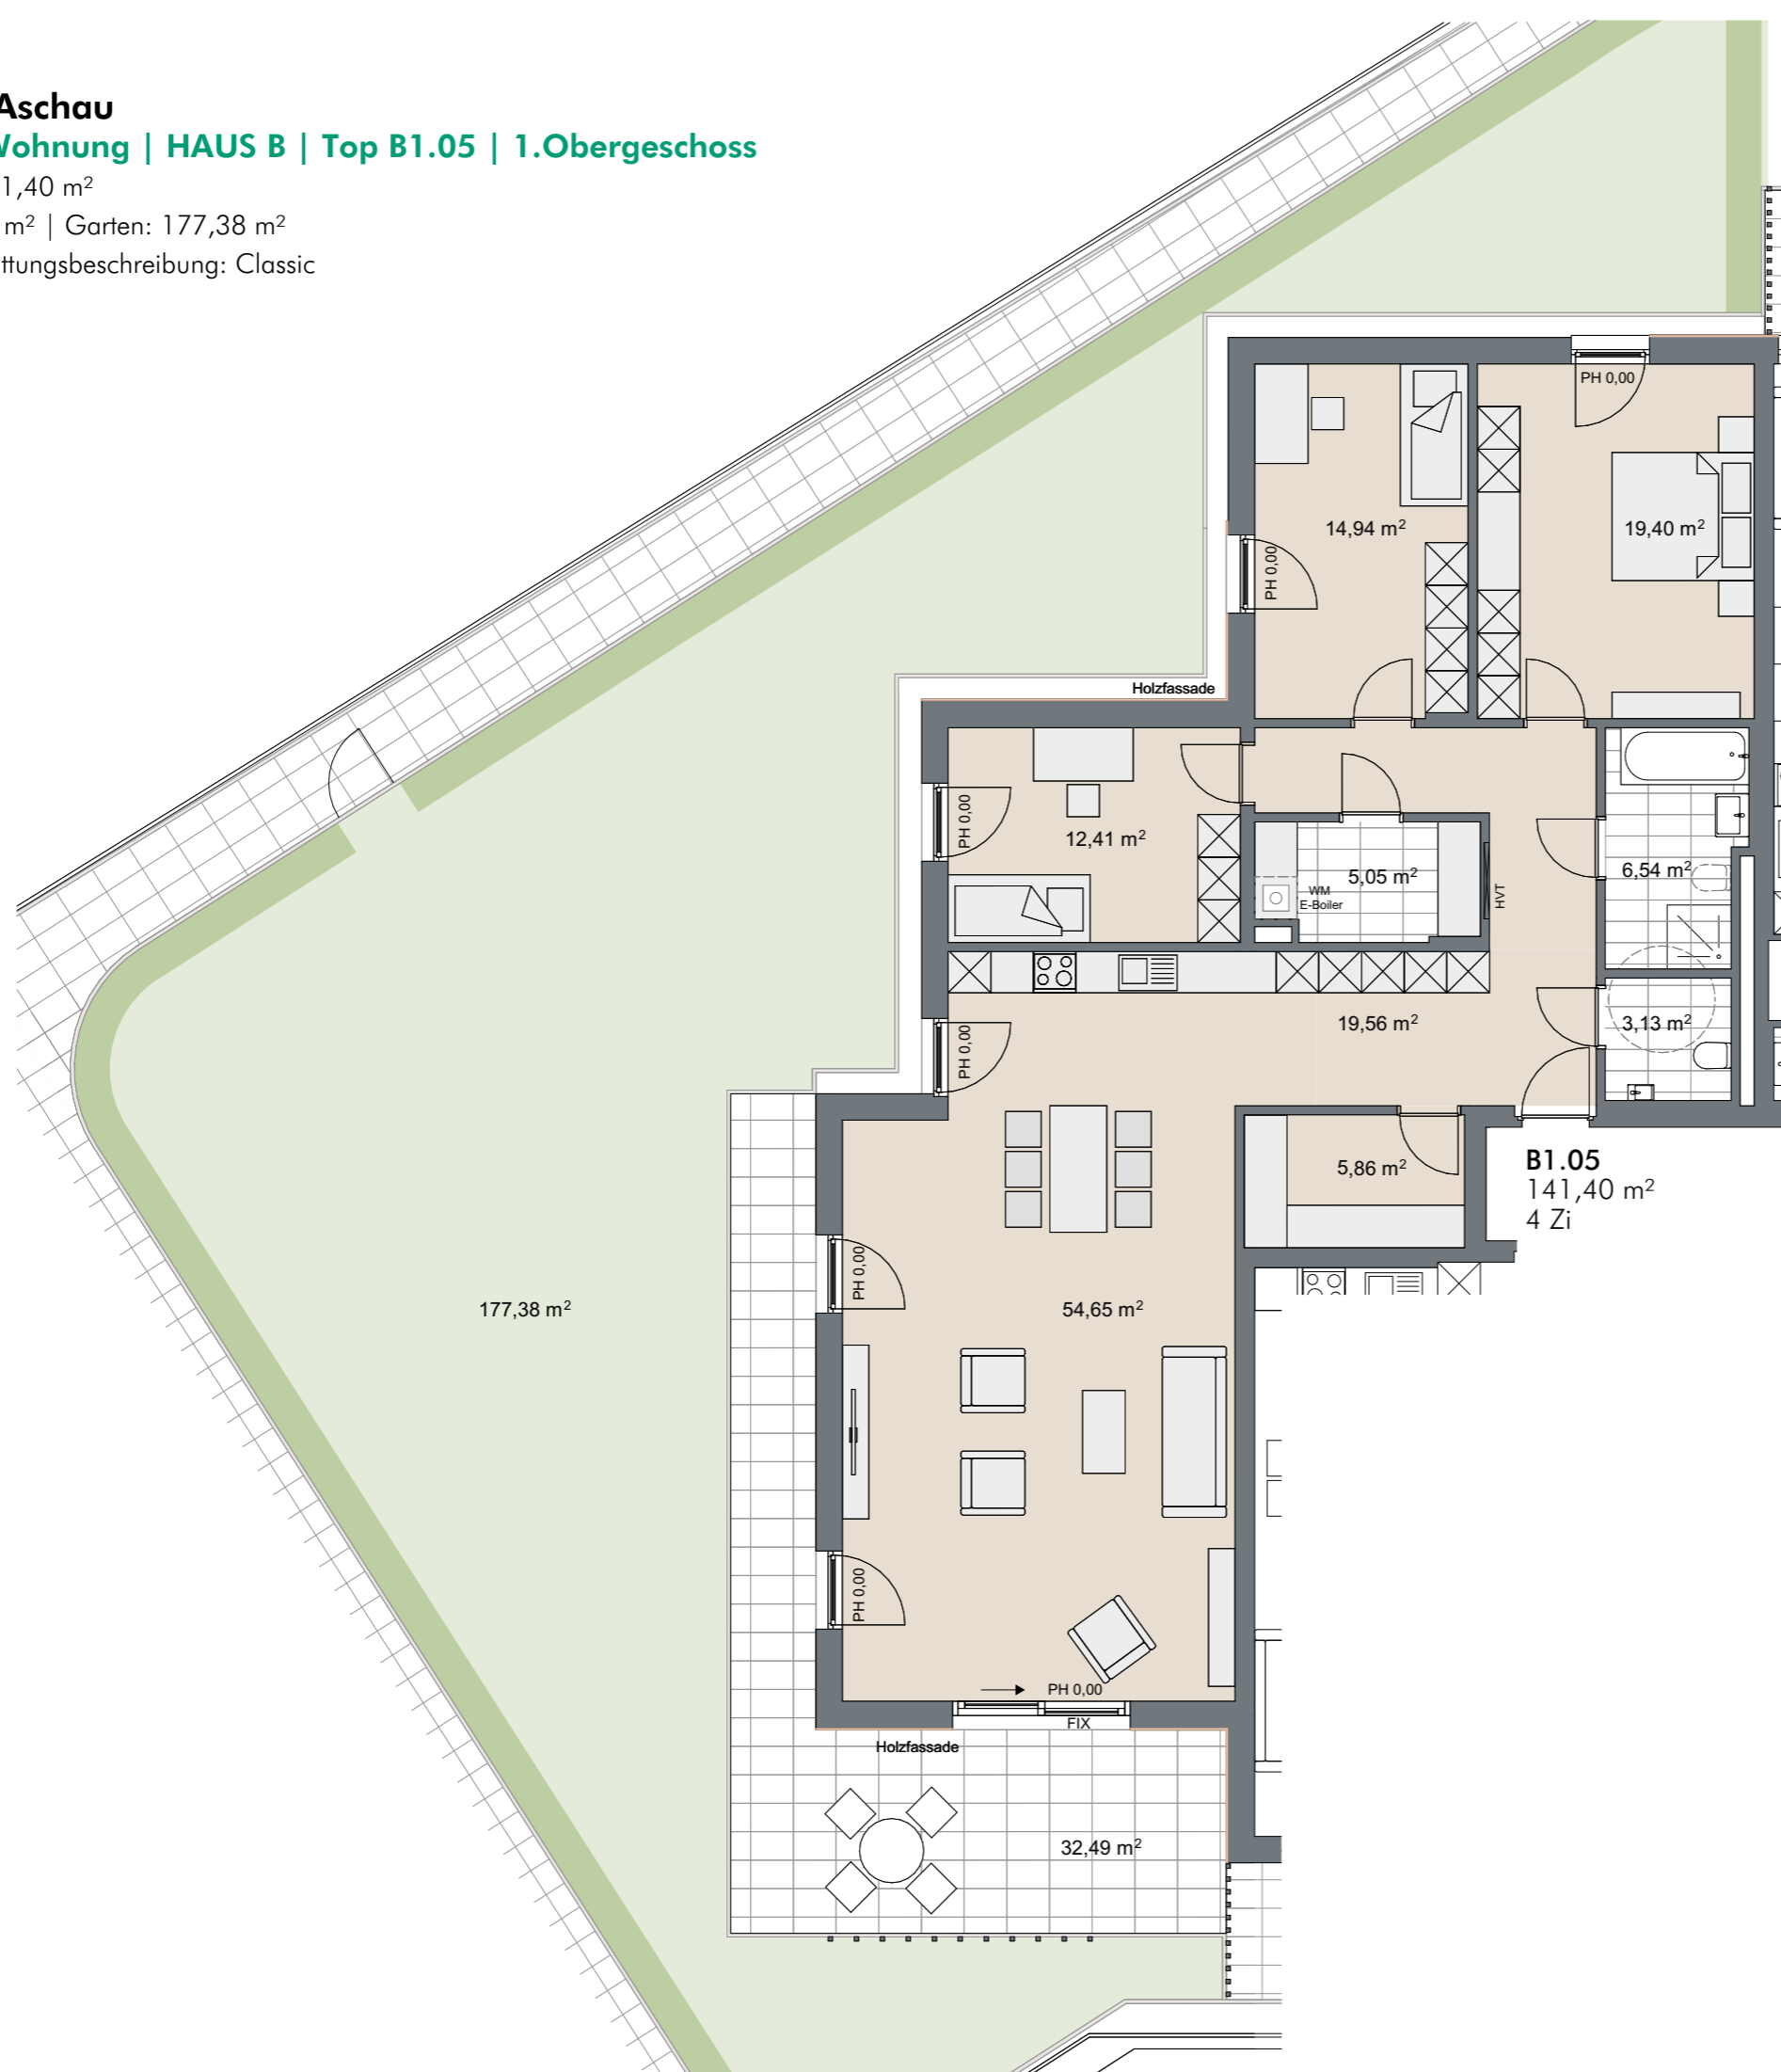 Aschau
Wohnung | HAUS B | Top B1.05 | 1.Obergeschoss
1,40 m²
m² | Garten: 177,38 m²
ttungsbeschreibung: Classic
PH 0,00
14,94 m²
19,40 m²
PH 0,00
Holzfassade
PH 0,00
12,41 m²
5,05 m²
WM
E-Boiler
HVT
6,54 m²
19,56 m²
3,13 m²
PH 0,00
5,86 m²
B1.05
141,40 m²
4 Zi
PH 0,00
177,38 m²
54,65 m²
PH 0,00
PH 0,00
FIX
Holzfassade
32,49 m²